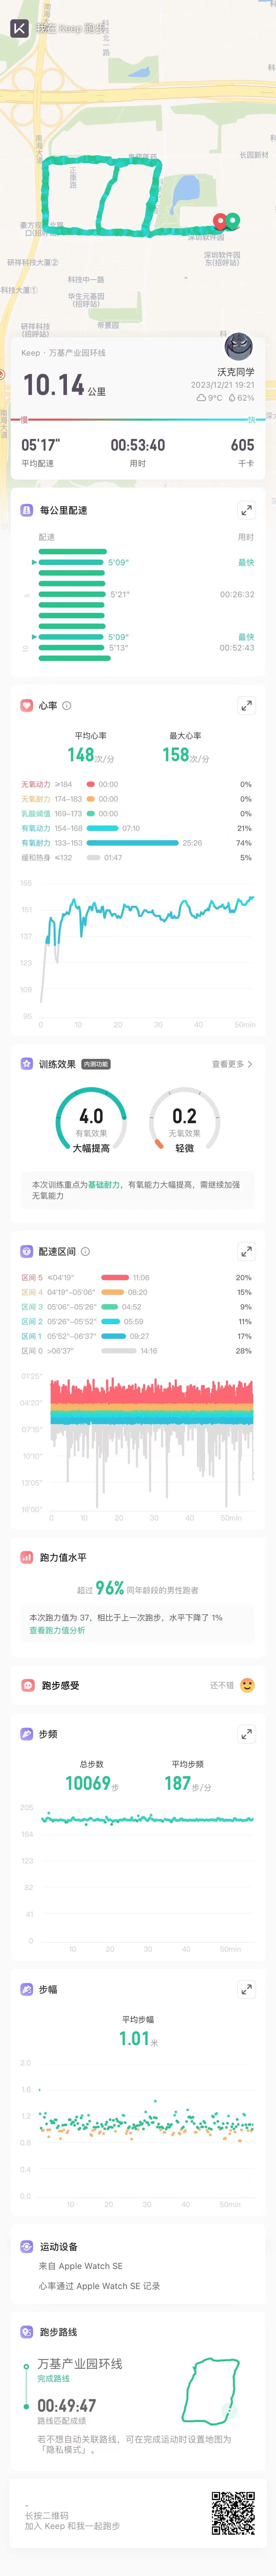 我在 Keep 跑步
科技北一路
南海大道
正康路
长园新材
豪方现代公
口(招呼站)
深圳软件园
深圳软件园
东(招呼站)
研祥科技大厦②
科技中一路
科技大厦①
华生元基因
(招呼站)
帝景园
研祥科技
(招呼站)
Keep · 万基产业园环线
10.14公里
沃克同学
2023/12/21 19:21
9°C 62%
慢
快
05'17"
00:53:40
605
平均配速
用时
千卡
每公里配速
配速
用时
5'09"
最快
5
5'21"
00:26:32
5'09"
最快
10
5'13"
00:52:43
心率
平均心率
最大心率
148次/分
158次/分
无氧动力 ≥184 00:00 0%
无氧耐力 174–183 00:00 0%
乳酸阈值 169–173 00:00 0%
有氧动力 154–168 07:10 21%
有氧耐力 133–153 25:26 74%
缓和热身 ≤132 01:47 5%
165
151
137
123
109
95
0 10 20 30 40 50min
训练效果 内测功能
查看更多
4.0
有氧效果
大幅提高
0.2
无氧效果
轻微
本次训练重点为基础耐力，有氧能力大幅提高，需继续加强
无氧能力
配速区间
区间 5 ≤04'19" 11:06 20%
区间 4 04'19"–05'06" 08:20 15%
区间 3 05'06"–05'26" 04:52 9%
区间 2 05'26"–05'52" 05:59 11%
区间 1 05'52"–06'37" 09:27 17%
区间 0 >06'37" 14:16 28%
01'25"
04'20"
07'15"
10'10"
13'05"
16'00"
0 10 20 30 40 50min
跑力值水平
超过 96% 同年龄段的男性跑者
本次跑力值为 37，相比于上一次跑步，水平下降了 1%
查看跑力值分析
跑步感受
还不错
步频
总步数
平均步频
10069步
187步/分
205
164
123
82
41
0
10 20 30 40 50min
步幅
平均步幅
1.01米
2.0
1.6
1.2
0.8
0.4
0.0
10 20 30 40 50min
运动设备
来自 Apple Watch SE
心率通过 Apple Watch SE 记录
跑步路线
万基产业园环线
完成路线
00:49:47
路线匹配成绩
若不想自动关联路线，可在完成运动时设置地图为
「隐私模式」。
-
长按二维码
加入 Keep 和我一起跑步